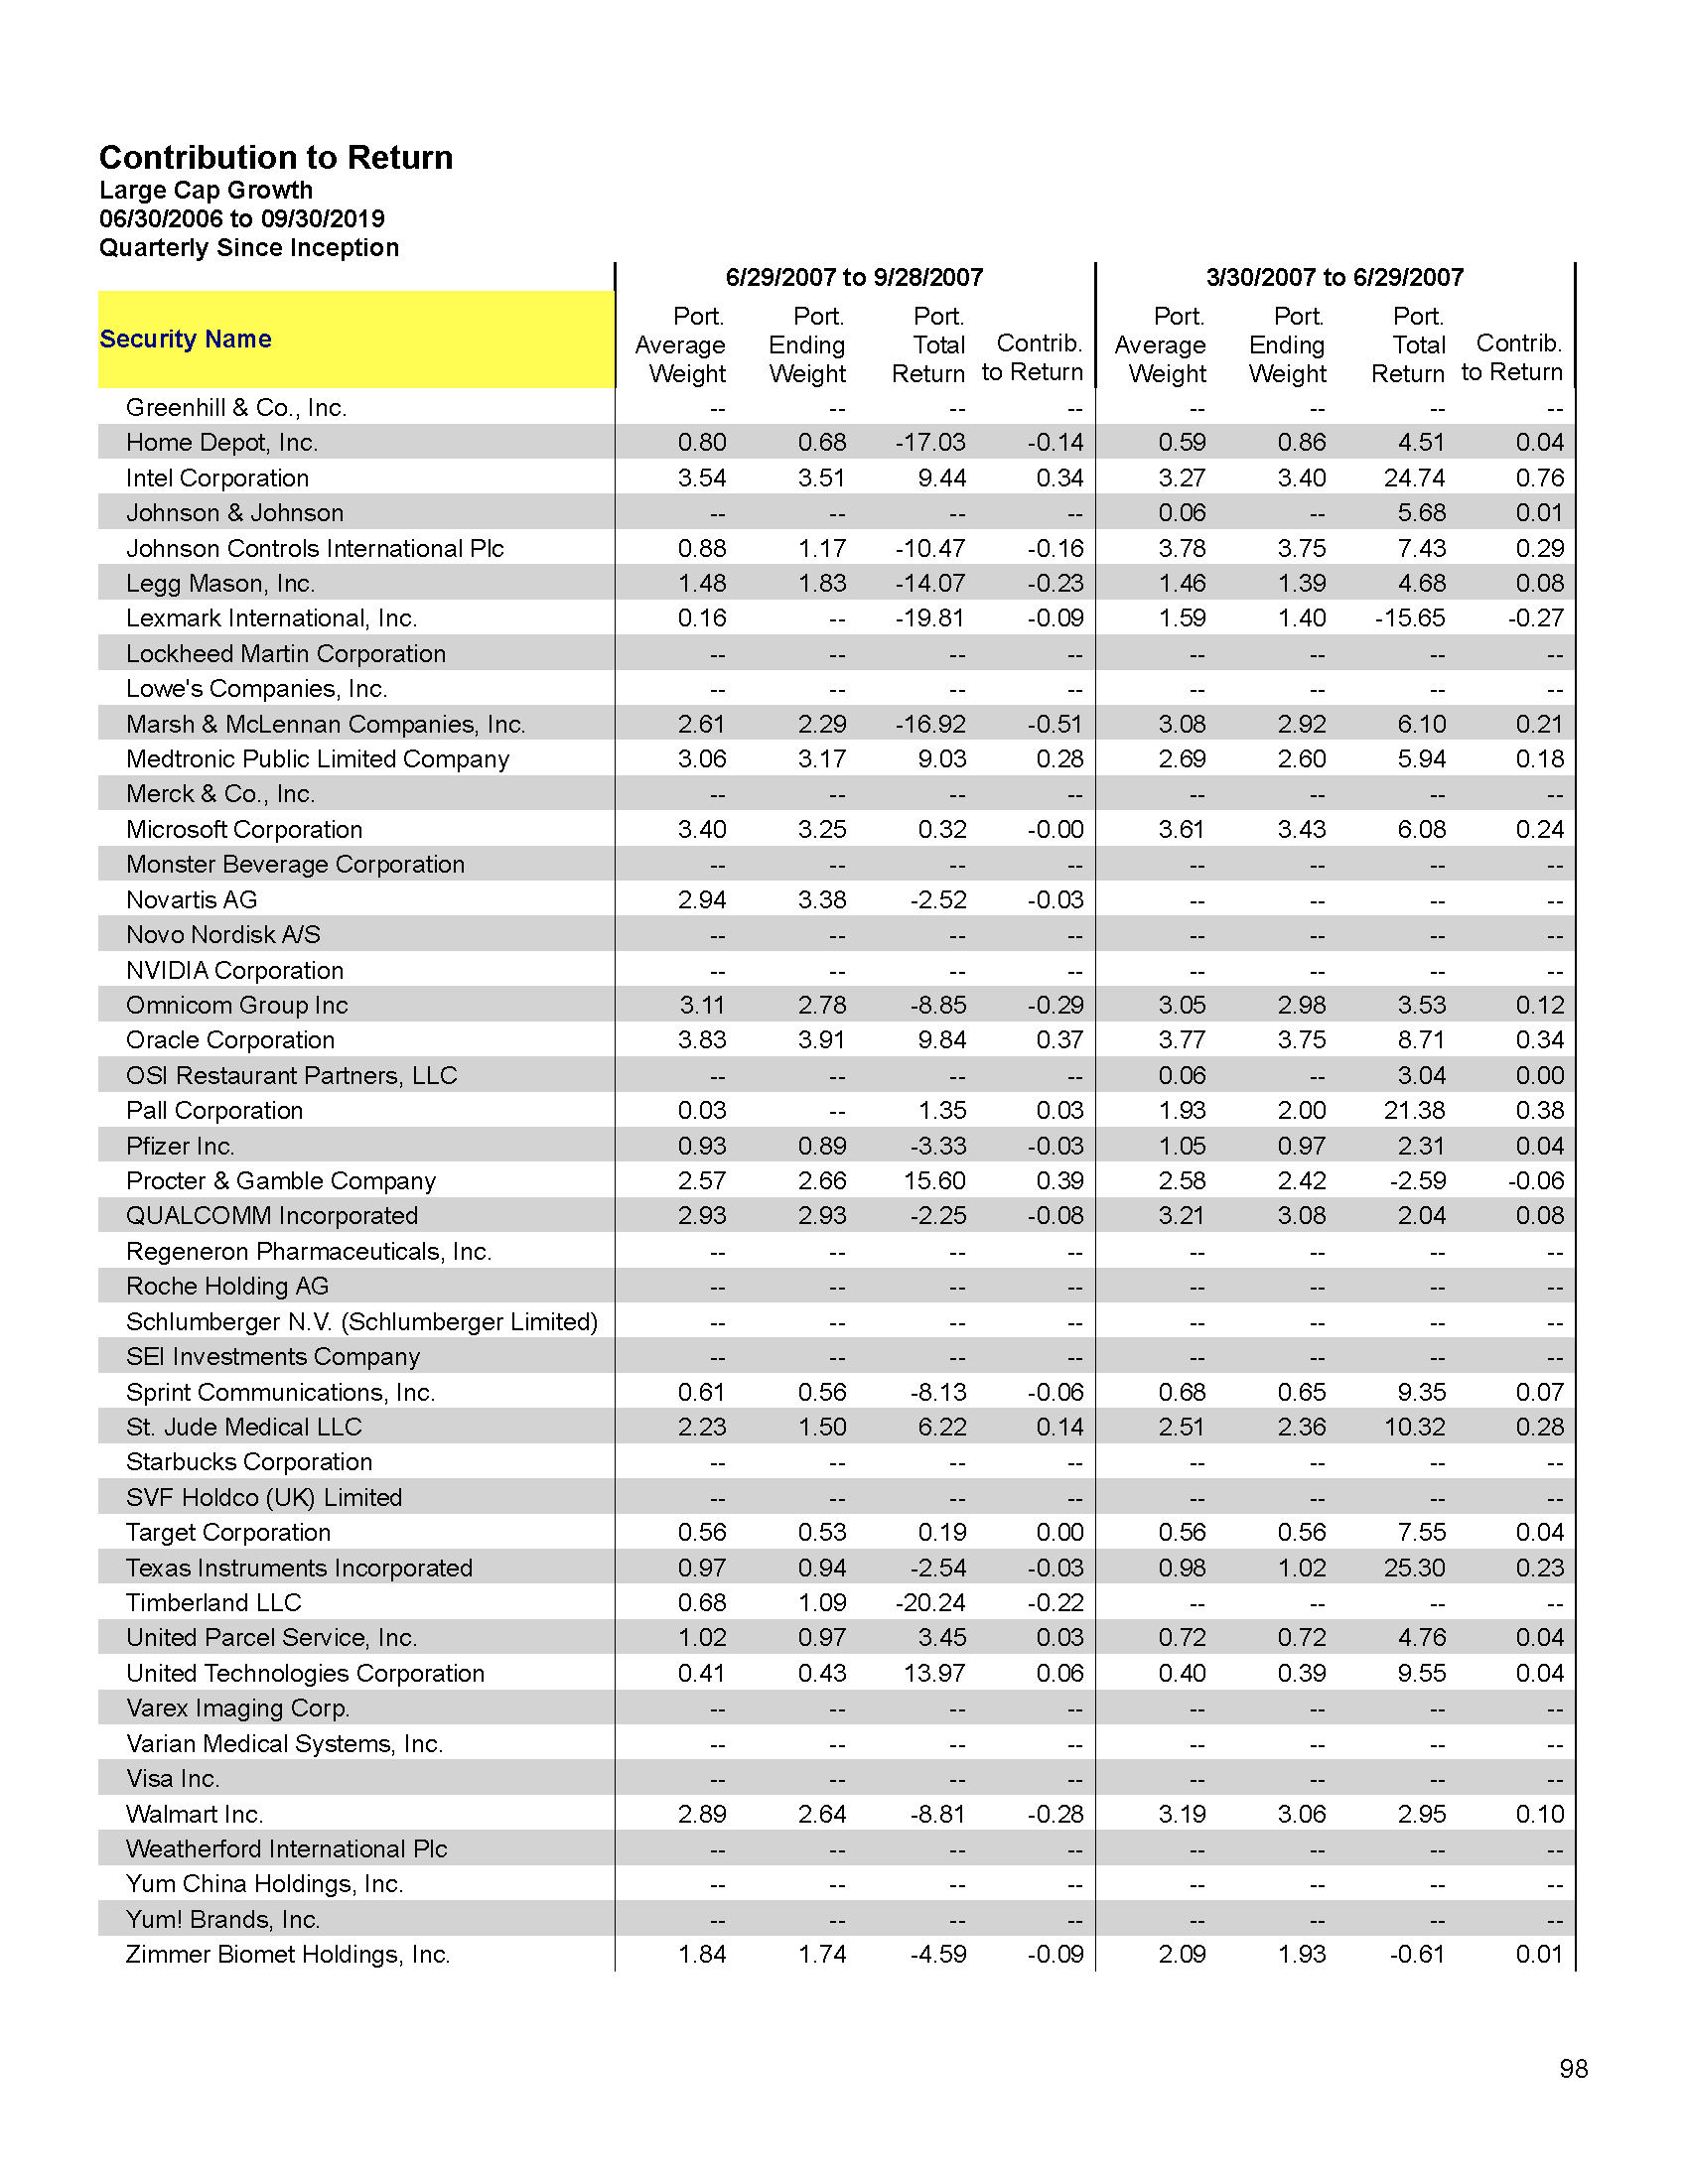 Contribution to Return
Large Cap Growth
06/30/2006 to 09/30/2019
Quarterly Since Inception
6/29/2007 to 9/28/2007 3/30/2007 to 6/29/2007
Security Name
Port. Average Weight Port. Ending Weight Port. Total Return Contrib. to Return Port. Average Weight Port. Ending Weight Port. Total Return Contrib. to Return
Greenhill & Co., Inc. -- -- -- -- -- -- -- --
Home Depot, Inc. 0.80 0.68 -17.03 -0.14 0.59 0.86 4.51 0.04
Intel Corporation 3.54 3.51 9.44 0.34 3.27 3.40 24.74 0.76
Johnson & Johnson -- -- -- -- 0.06 -- 5.68 0.01
Johnson Controls International Plc 0.88 1.17 -10.47 -0.16 3.78 3.75 7.43 0.29
Legg Mason, Inc. 1.48 1.83 -14.07 -0.23 1.46 1.39 4.68 0.08
Lexmark International, Inc. 0.16 -- -19.81 -0.09 1.59 1.40 -15.65 -0.27
Lockheed Martin Corporation -- -- -- -- -- -- -- --
Lowe's Companies, Inc. -- -- -- -- -- -- -- --
Marsh & McLennan Companies, Inc. 2.61 2.29 -16.92 -0.51 3.08 2.92 6.10 0.21
Medtronic Public Limited Company 3.06 3.17 9.03 0.28 2.69 2.60 5.94 0.18
Merck & Co., Inc. -- -- -- -- -- -- -- --
Microsoft Corporation 3.40 3.25 0.32 -0.00 3.61 3.43 6.08 0.24
Monster Beverage Corporation -- -- -- -- -- -- -- --
Novartis AG 2.94 3.38 -2.52 -0.03 -- -- -- --
Novo Nordisk A/S -- -- -- -- -- -- -- --
NVIDIA Corporation -- -- -- -- -- -- -- --
Omnicom Group Inc 3.11 2.78 -8.85 -0.29 3.05 2.98 3.53 0.12
Oracle Corporation 3.83 3.91 9.84 0.37 3.77 3.75 8.71 0.34
OSI Restaurant Partners, LLC -- -- -- -- 0.06 -- 3.04 0.00
Pall Corporation 0.03 -- 1.35 0.03 1.93 2.00 21.38 0.38
Pfizer Inc. 0.93 0.89 -3.33 -0.03 1.05 0.97 2.31 0.04
Procter & Gamble Company 2.57 2.66 15.60 0.39 2.58 2.42 -2.59 -0.06
QUALCOMM Incorporated 2.93 2.93 -2.25 -0.08 3.21 3.08 2.04 0.08
Regeneron Pharmaceuticals, Inc. -- -- -- -- -- -- -- --
Roche Holding AG -- -- -- -- -- -- -- --
Schlumberger N.V. (Schlumberger Limited) -- -- -- -- -- -- -- --
SEI Investments Company -- -- -- -- -- -- -- --
Sprint Communications, Inc. 0.61 0.56 -8.13 -0.06 0.68 0.65 9.35 0.07
St. Jude Medical LLC 2.23 1.50 6.22 0.14 2.51 2.36 10.32 0.28
Starbucks Corporation -- -- -- -- -- -- -- --
SVF Holdco (UK) Limited -- -- -- -- -- -- -- --
Target Corporation 0.56 0.53 0.19 0.00 0.56 0.56 7.55 0.04
Texas Instruments Incorporated 0.97 0.94 -2.54 -0.03 0.98 1.02 25.30 0.23
Timberland LLC 0.68 1.09 -20.24 -0.22 -- -- -- --
United Parcel Service, Inc. 1.02 0.97 3.45 0.03 0.72 0.72 4.76 0.04
United Technologies Corporation 0.41 0.43 13.97 0.06 0.40 0.39 9.55 0.04
Varex Imaging Corp. -- -- -- -- -- -- -- --
Varian Medical Systems, Inc. -- -- -- -- -- -- -- --
Visa Inc. -- -- -- -- -- -- -- --
Walmart Inc. 2.89 2.64 -8.81 -0.28 3.19 3.06 2.95 0.10
Weatherford International Plc -- -- -- -- -- -- -- --
Yum China Holdings, Inc. -- -- -- -- -- -- -- --
Yum! Brands, Inc. -- -- -- -- -- -- -- --
Zimmer Biomet Holdings, Inc. 1.84 1.74 -4.59 -0.09 2.09 1.93 -0.61 0.01
98